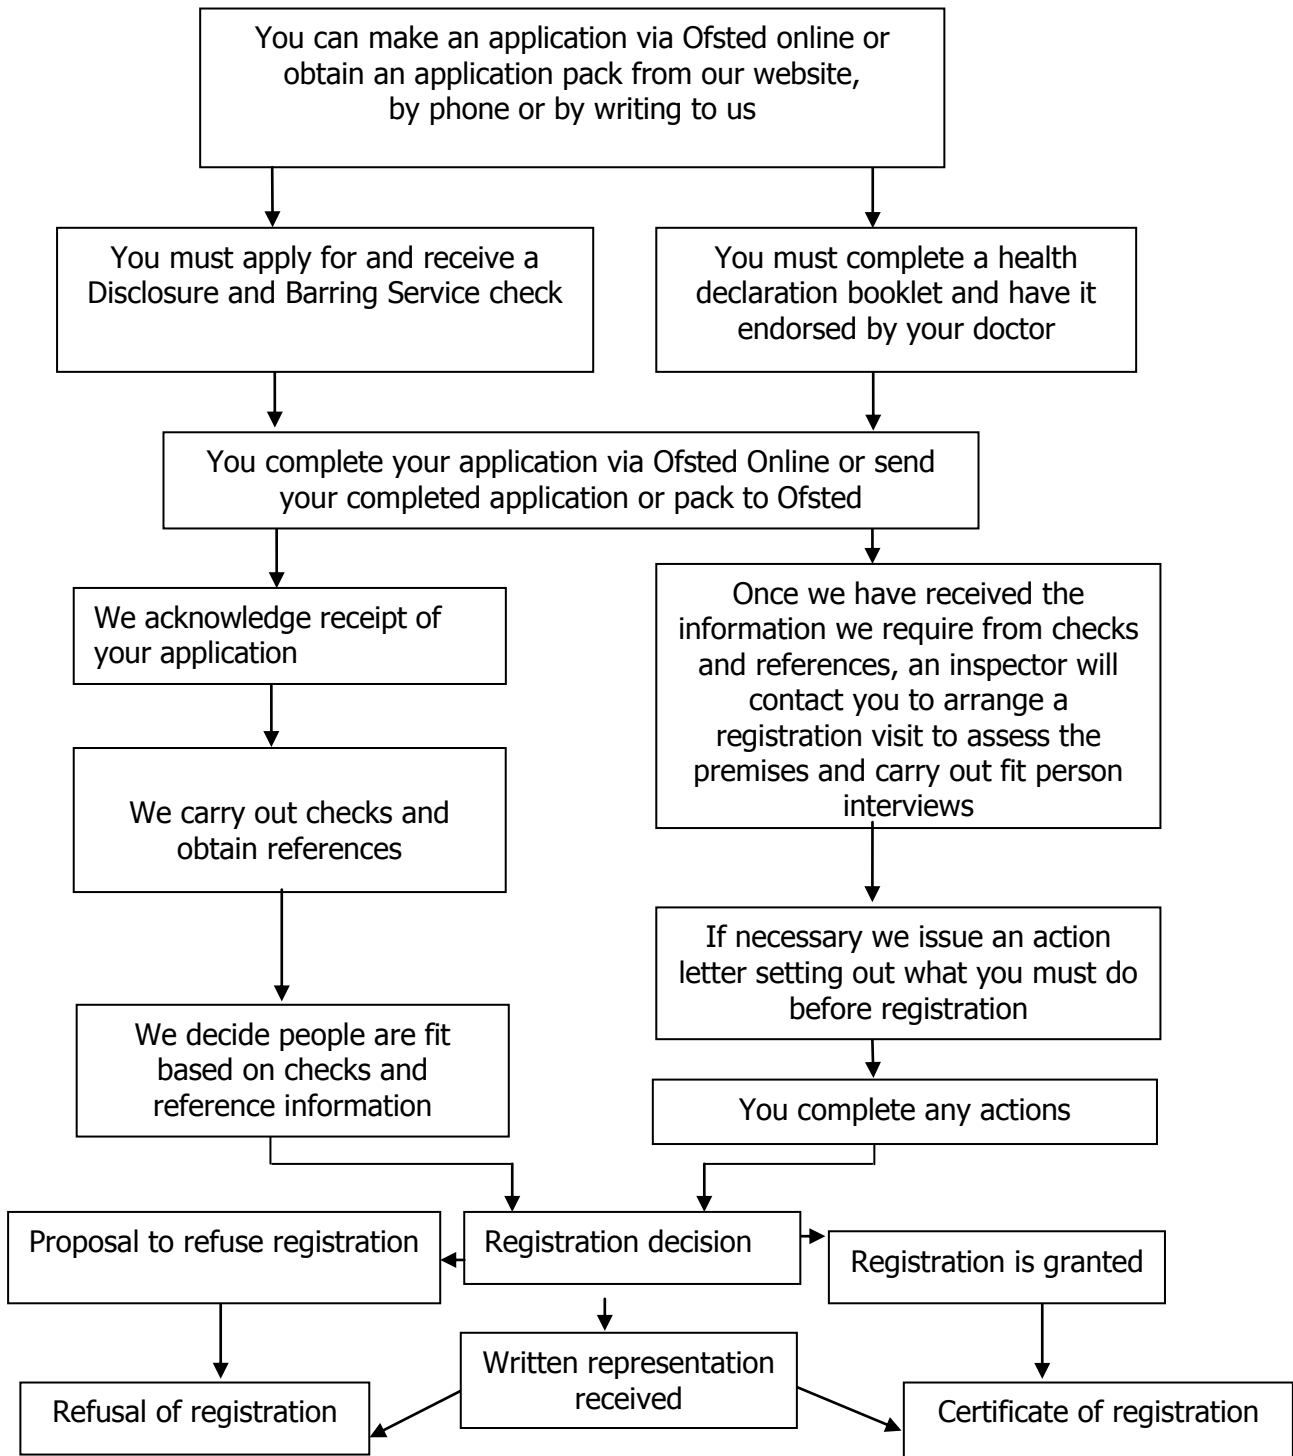 You can make an application via Ofsted online or
obtain an application pack from our website,
by phone or by writing to us
You must apply for and receive a
Disclosure and Barring Service check
You must complete a health
declaration booklet and have it
endorsed by your doctor
You complete your application via Ofsted Online or send
your completed application or pack to Ofsted
We acknowledge receipt of
your application
Once we have received the
information we require from checks
and references, an inspector will
contact you to arrange a
registration visit to assess the
premises and carry out fit person
interviews
We carry out checks and
obtain references
If necessary we issue an action
letter setting out what you must do
before registration
We decide people are fit
based on checks and
reference information
You complete any actions
Proposal to refuse registration
Registration decision
Registration is granted
Written representation
received
Refusal of registration
Certificate of registration